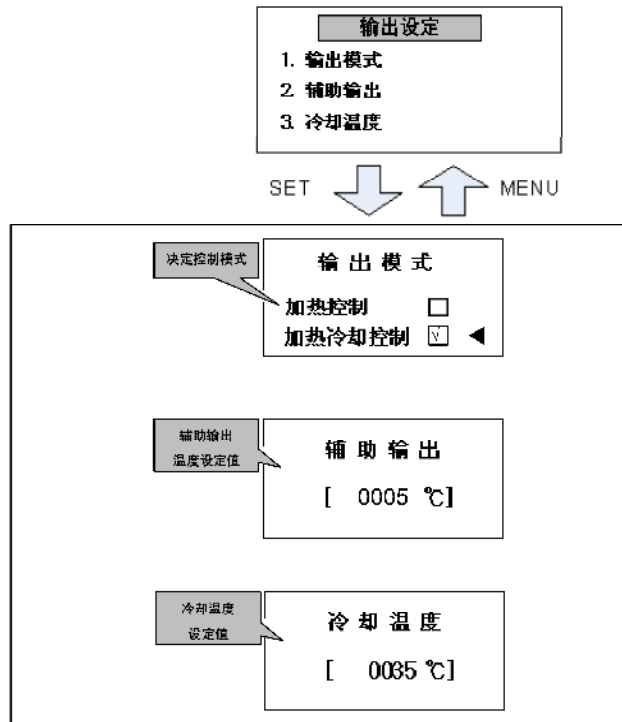 输出设定
1. 输出模式
2. 辅助输出
3. 冷却温度
SET
MENU
决定控制模式
输出模式
加热控制 □
加热冷却控制 √ ◀
辅助输出
温度设定值
辅助输出
[ 0005 ℃]
冷却温度
设定值
冷却温度
[ 0035 ℃]